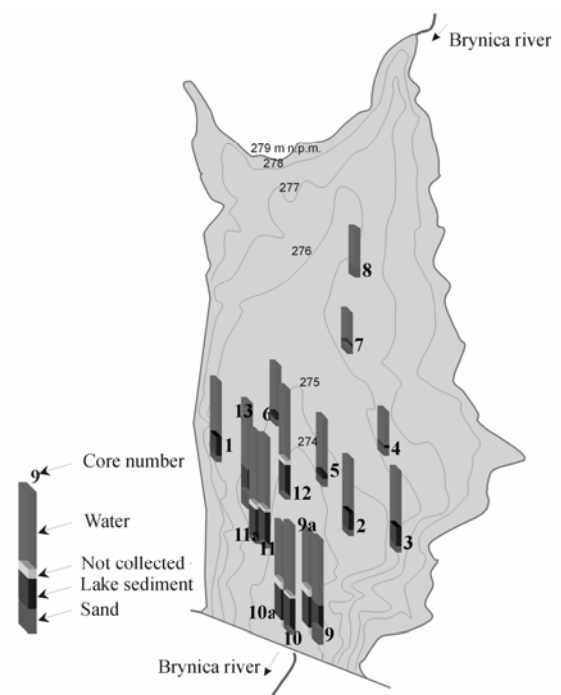 Brynica river
279 m n.p.m.
278
277
276
8
7
275
13
6
4
1
274
5
12
2
3
11a
11
9a
10a
10
9
Brynica river
9
Core number
Water
Not collected
Lake sediment
Sand